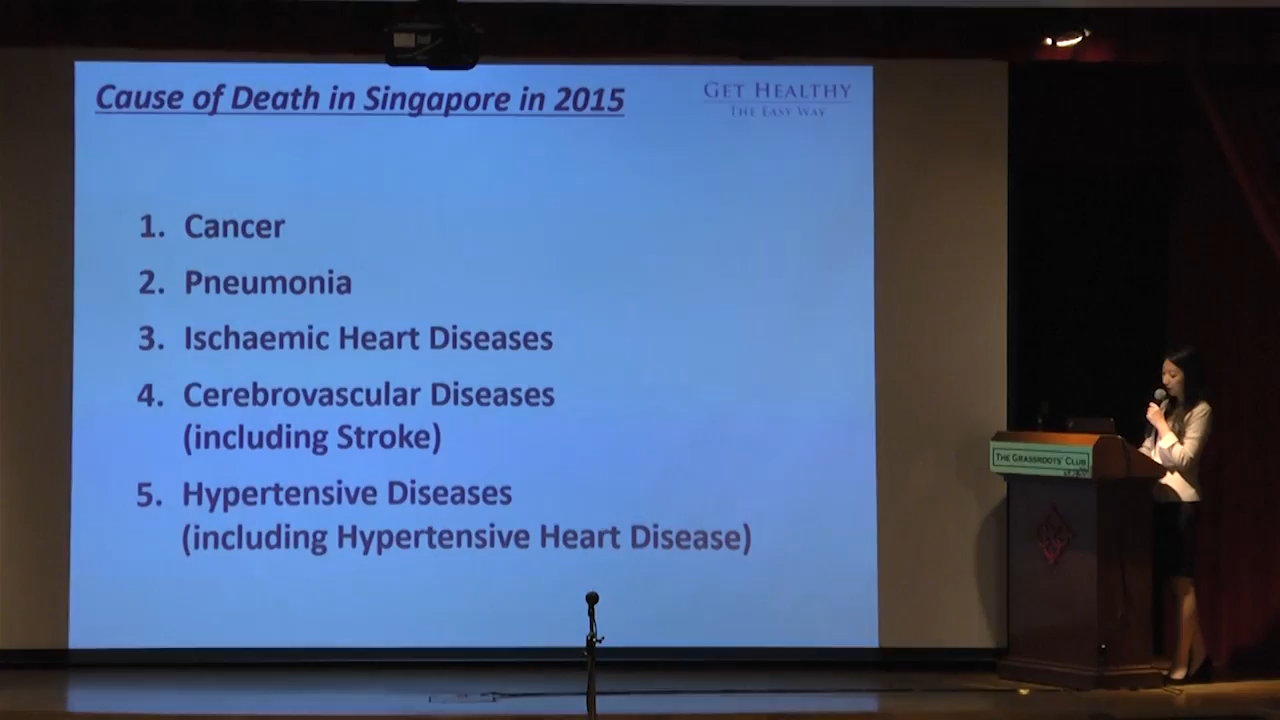 Cause of Death in Singapore in 2015
GET HEALTHY
THE EASY WAY
1. Cancer
2. Pneumonia
3. Ischaemic Heart Diseases
4. Cerebrovascular Diseases
(including Stroke)
5. Hypertensive Diseases
(including Hypertensive Heart Disease)
THE GRASSROOTS' CLUB